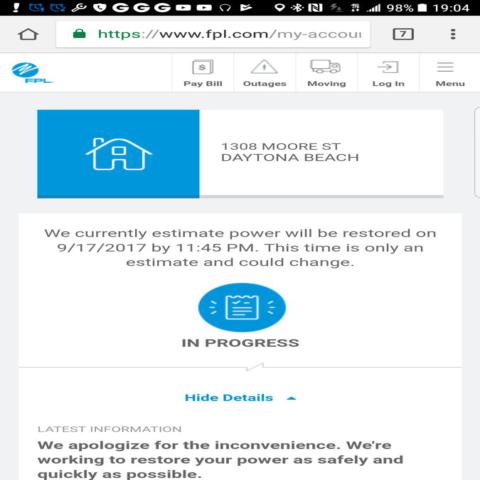 98% 19:04
https://www.fpl.com/my-accou
7
FPL
Pay Bill Outages Moving Log In Menu
1308 MOORE ST
DAYTONA BEACH
We currently estimate power will be restored on
9/17/2017 by 11:45 PM. This time is only an
estimate and could change.
IN PROGRESS
Hide Details
LATEST INFORMATION
We apologize for the inconvenience. We're
working to restore your power as safely and
quickly as possible.